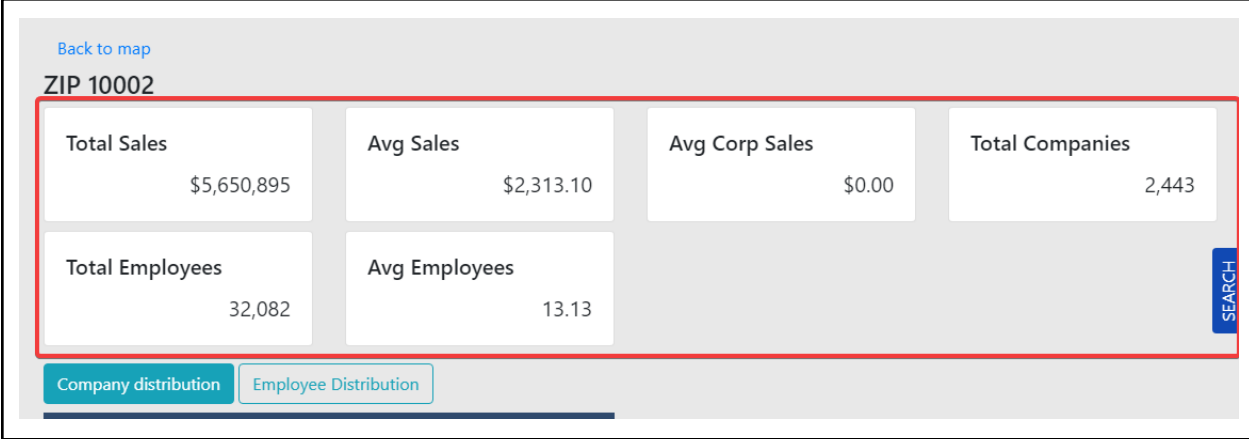 Back to map
ZIP 10002
Total Sales
$5,650,895
Avg Sales
$2,313.10
Avg Corp Sales
$0.00
Total Companies
2,443
Total Employees
32,082
Avg Employees
13.13
SEARCH
Company distribution
Employee Distribution